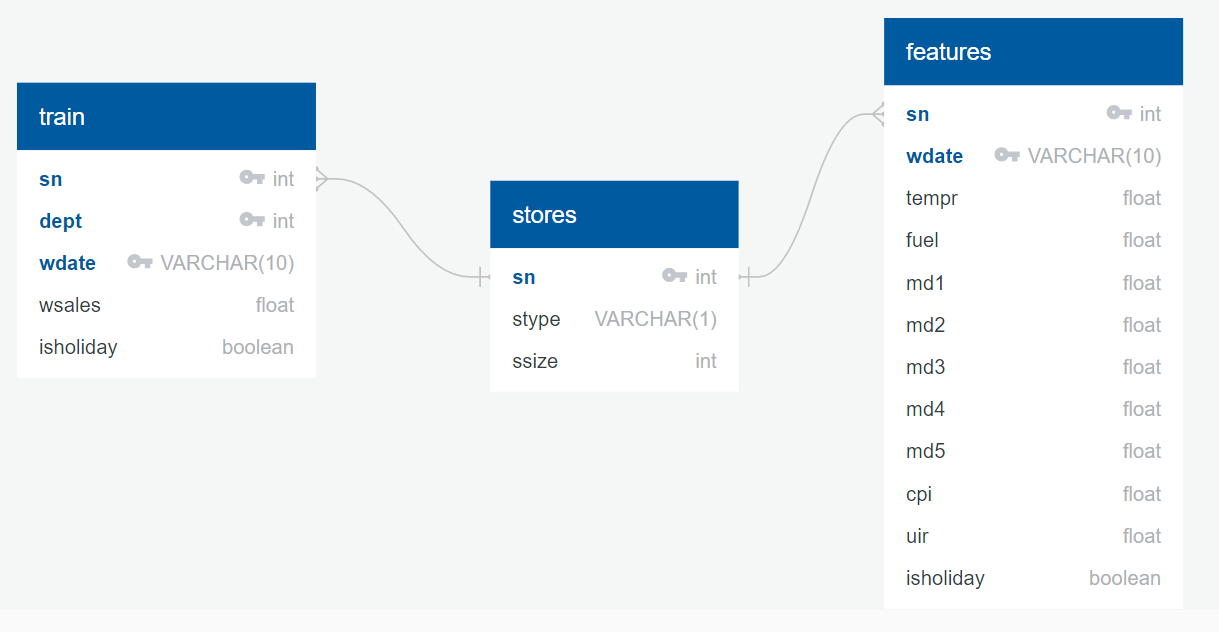 train
sn int
dept int
wdate VARCHAR(10)
wsales float
isholiday boolean
stores
sn int
stype VARCHAR(1)
ssize int
features
sn int
wdate VARCHAR(10)
tempr float
fuel float
md1 float
md2 float
md3 float
md4 float
md5 float
cpi float
uir float
isholiday boolean